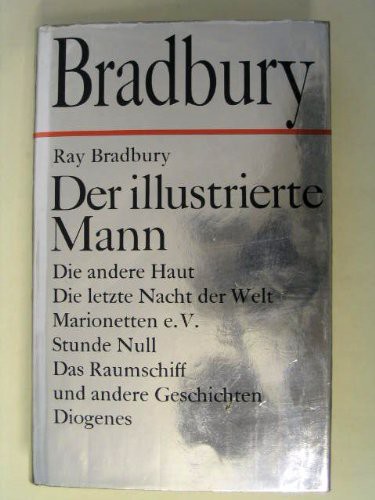 Bradbury
Ray Bradbury
Der illustrierte
Mann
Die andere Haut
Die letzte Nacht der Welt
Marionetten e.V.
Stunde Null
Das Raumschiff
und andere Geschichten
Diogenes